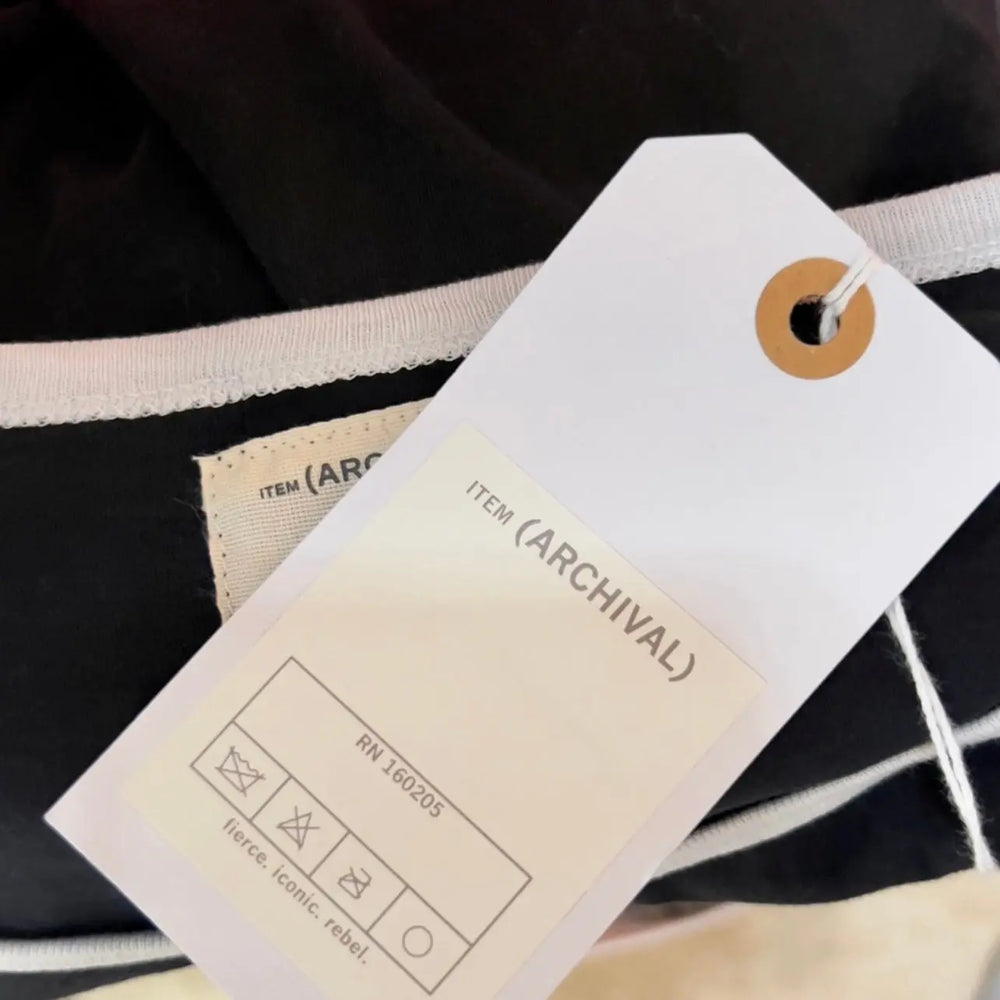 ITEM (ARC
ITEM (ARCHIVAL)
RN 160205
fierce. iconic. rebel.